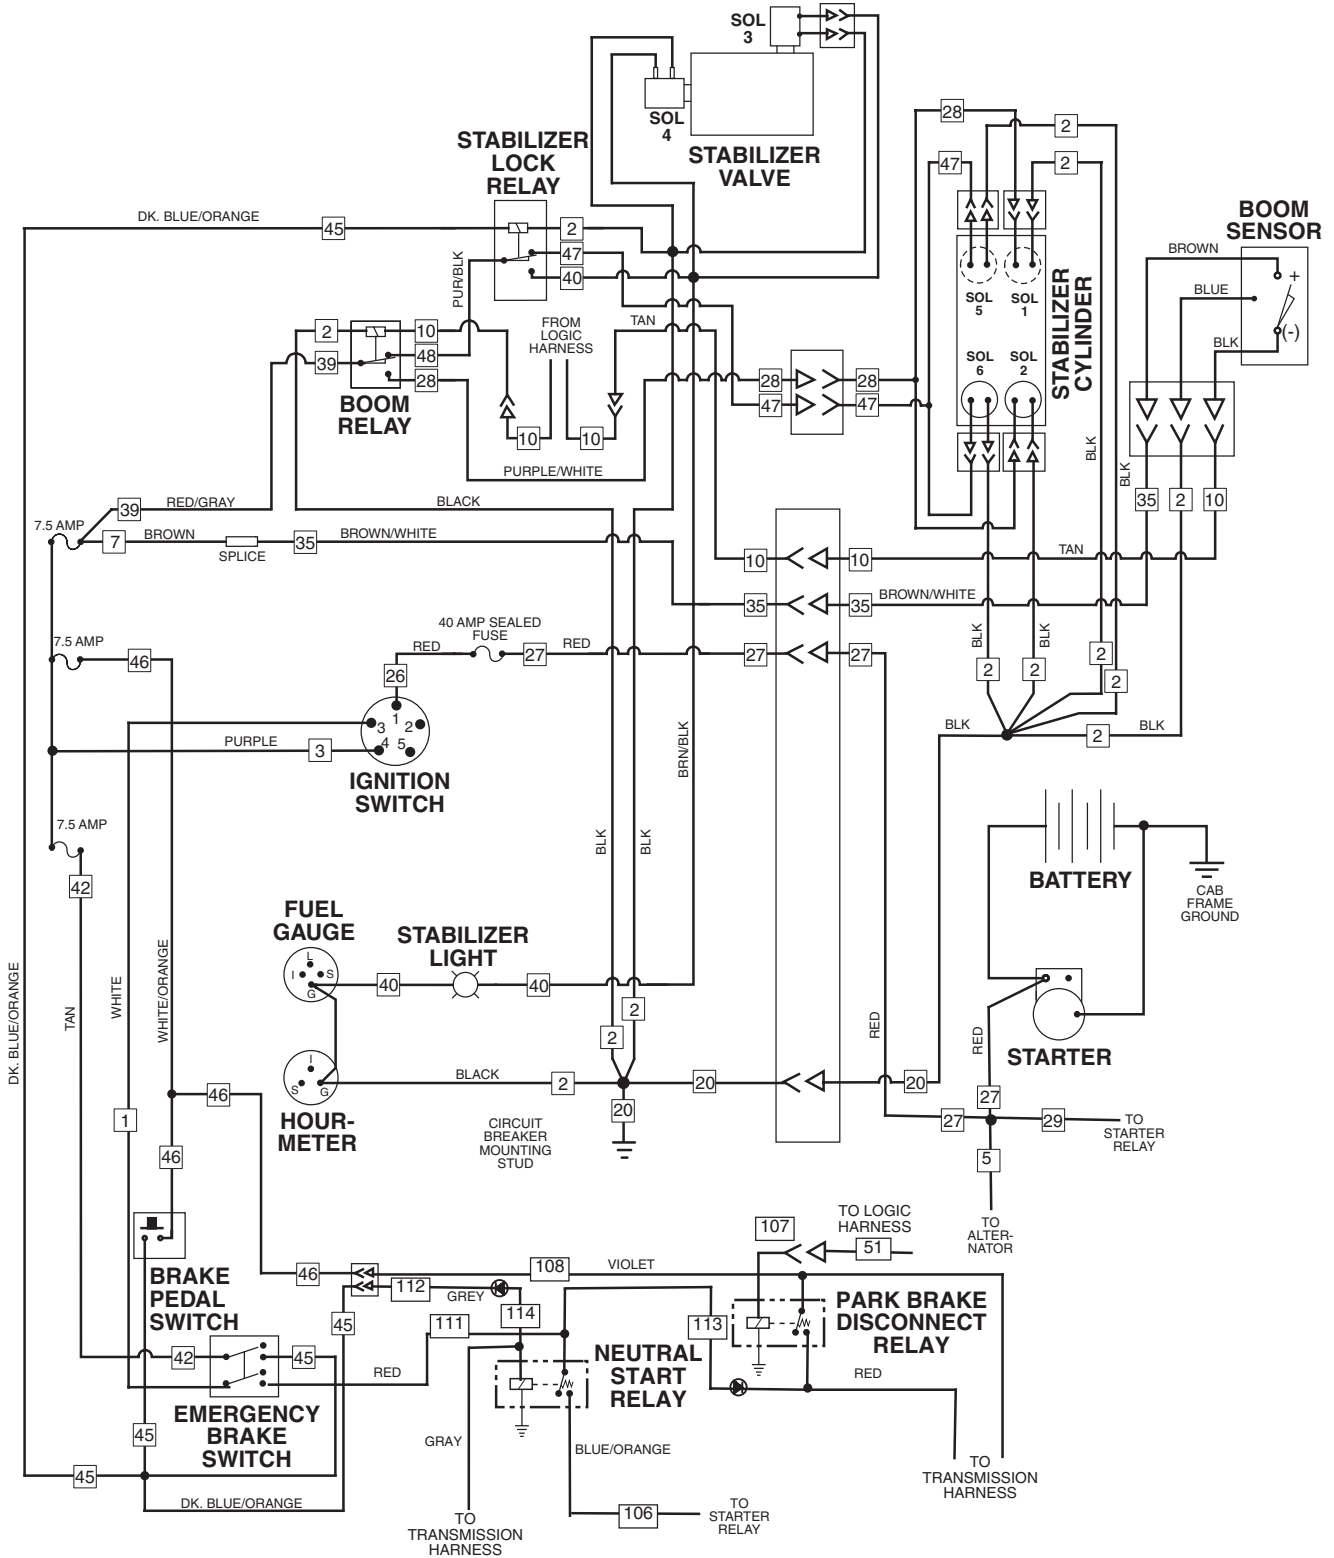 SOL
3
SOL
4
STABILIZER
VALVE
STABILIZER
LOCK
RELAY
28
2
47
2
BOOM
SENSOR
DK. BLUE/ORANGE
45
2
47
40
PUR/BLK
BROWN
BLUE
BLK
+
(-)
SOL
5
SOL
1
SOL
6
SOL
2
STABILIZER
CYLINDER
2
10
39
48
28
BOOM
RELAY
FROM
LOGIC
HARNESS
TAN
10
10
28
28
47
47
PURPLE/WHITE
BLK
BLK
35
2
10
39
RED/GRAY
BLACK
7.5 AMP
7
BROWN
SPLICE
35
BROWN/WHITE
10
10
TAN
35
35
BROWN/WHITE
40 AMP SEALED
FUSE
RED
27
RED
27
27
7.5 AMP
46
26
BLK
BLK
2
2
2
2
1
2
3
4
5
PURPLE
3
IGNITION
SWITCH
BRN/BLK
BLK
2
BLK
7.5 AMP
42
BLK
BLK
BATTERY
CAB
FRAME
GROUND
FUEL
GAUGE
STABILIZER
LIGHT
L
I
S
G
40
40
DK. BLUE/ORANGE
TAN
WHITE
WHITE/ORANGE
2
2
RED
RED
STARTER
I
S
G
HOUR-
METER
BLACK
2
20
20
20
CIRCUIT
BREAKER
MOUNTING
STUD
46
1
46
27
27
29
TO
STARTER
RELAY
5
TO
ALTER-
NATOR
107
TO LOGIC
HARNESS
51
BRAKE
PEDAL
SWITCH
46
108
VIOLET
112
GREY
114
45
111
113
PARK BRAKE
DISCONNECT
RELAY
42
45
RED
NEUTRAL
START
RELAY
RED
EMERGENCY
BRAKE
SWITCH
45
45
DK. BLUE/ORANGE
GRAY
BLUE/ORANGE
TO
TRANSMISSION
HARNESS
106
TO
STARTER
RELAY
TO
TRANSMISSION
HARNESS